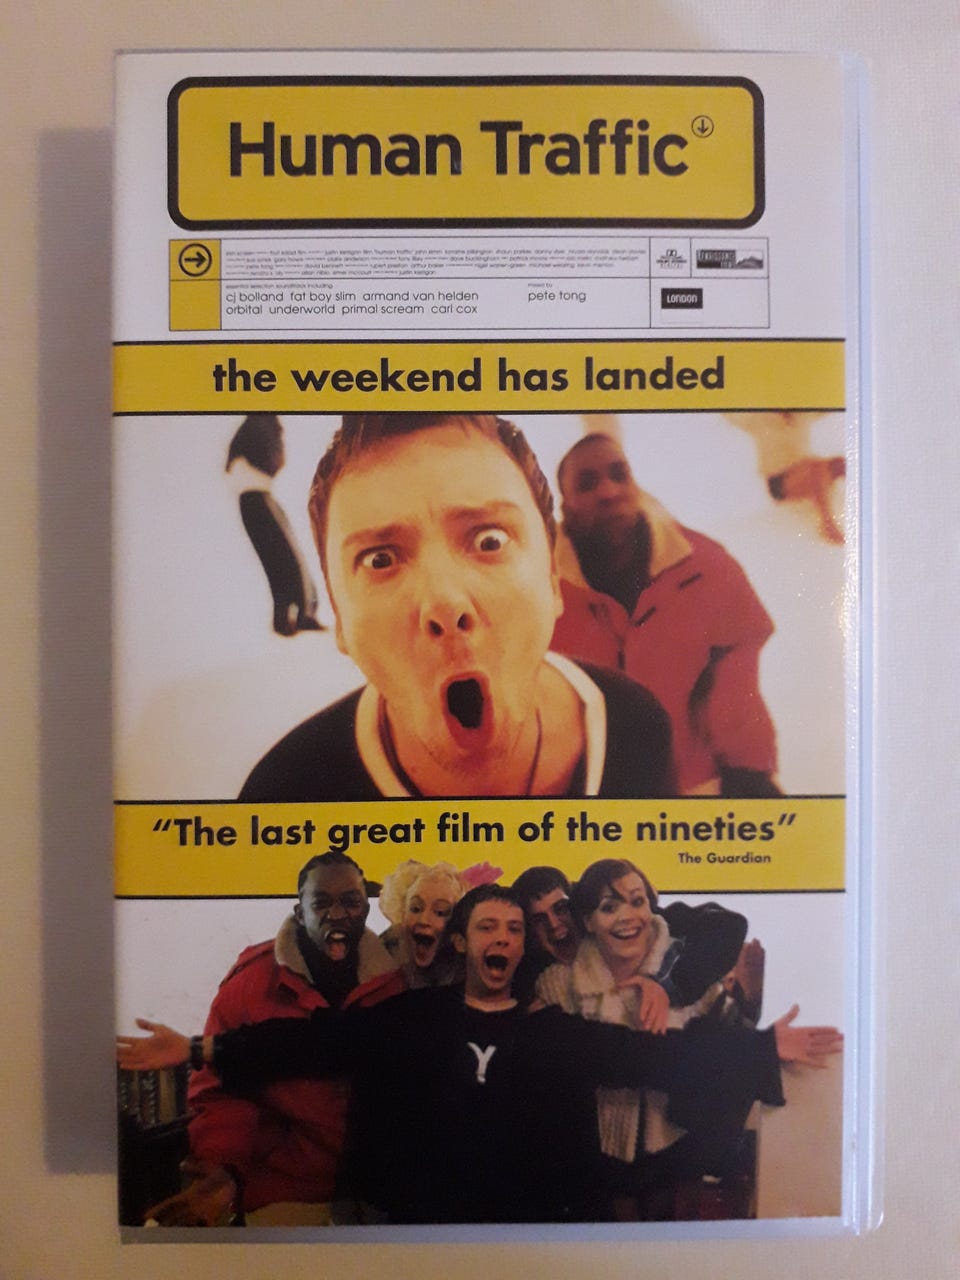 Human Traffic
essential selection soundtrack including
mixed by
cj bolland fat boy slim armand van helden
pete tong
orbital underworld primal scream carl cox
LONDON
the weekend has landed
“The last great film of the nineties”
The Guardian
Y